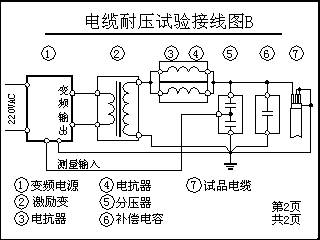 电缆耐压试验接线图B
① ② ③ ④ ⑤ ⑥ ⑦
220VAC
变频输出
测量输入
①变频电源 ④电抗器 ⑦试品电缆
②激励变 ⑤分压器
③电抗器 ⑥补偿电容
第2页
共2页